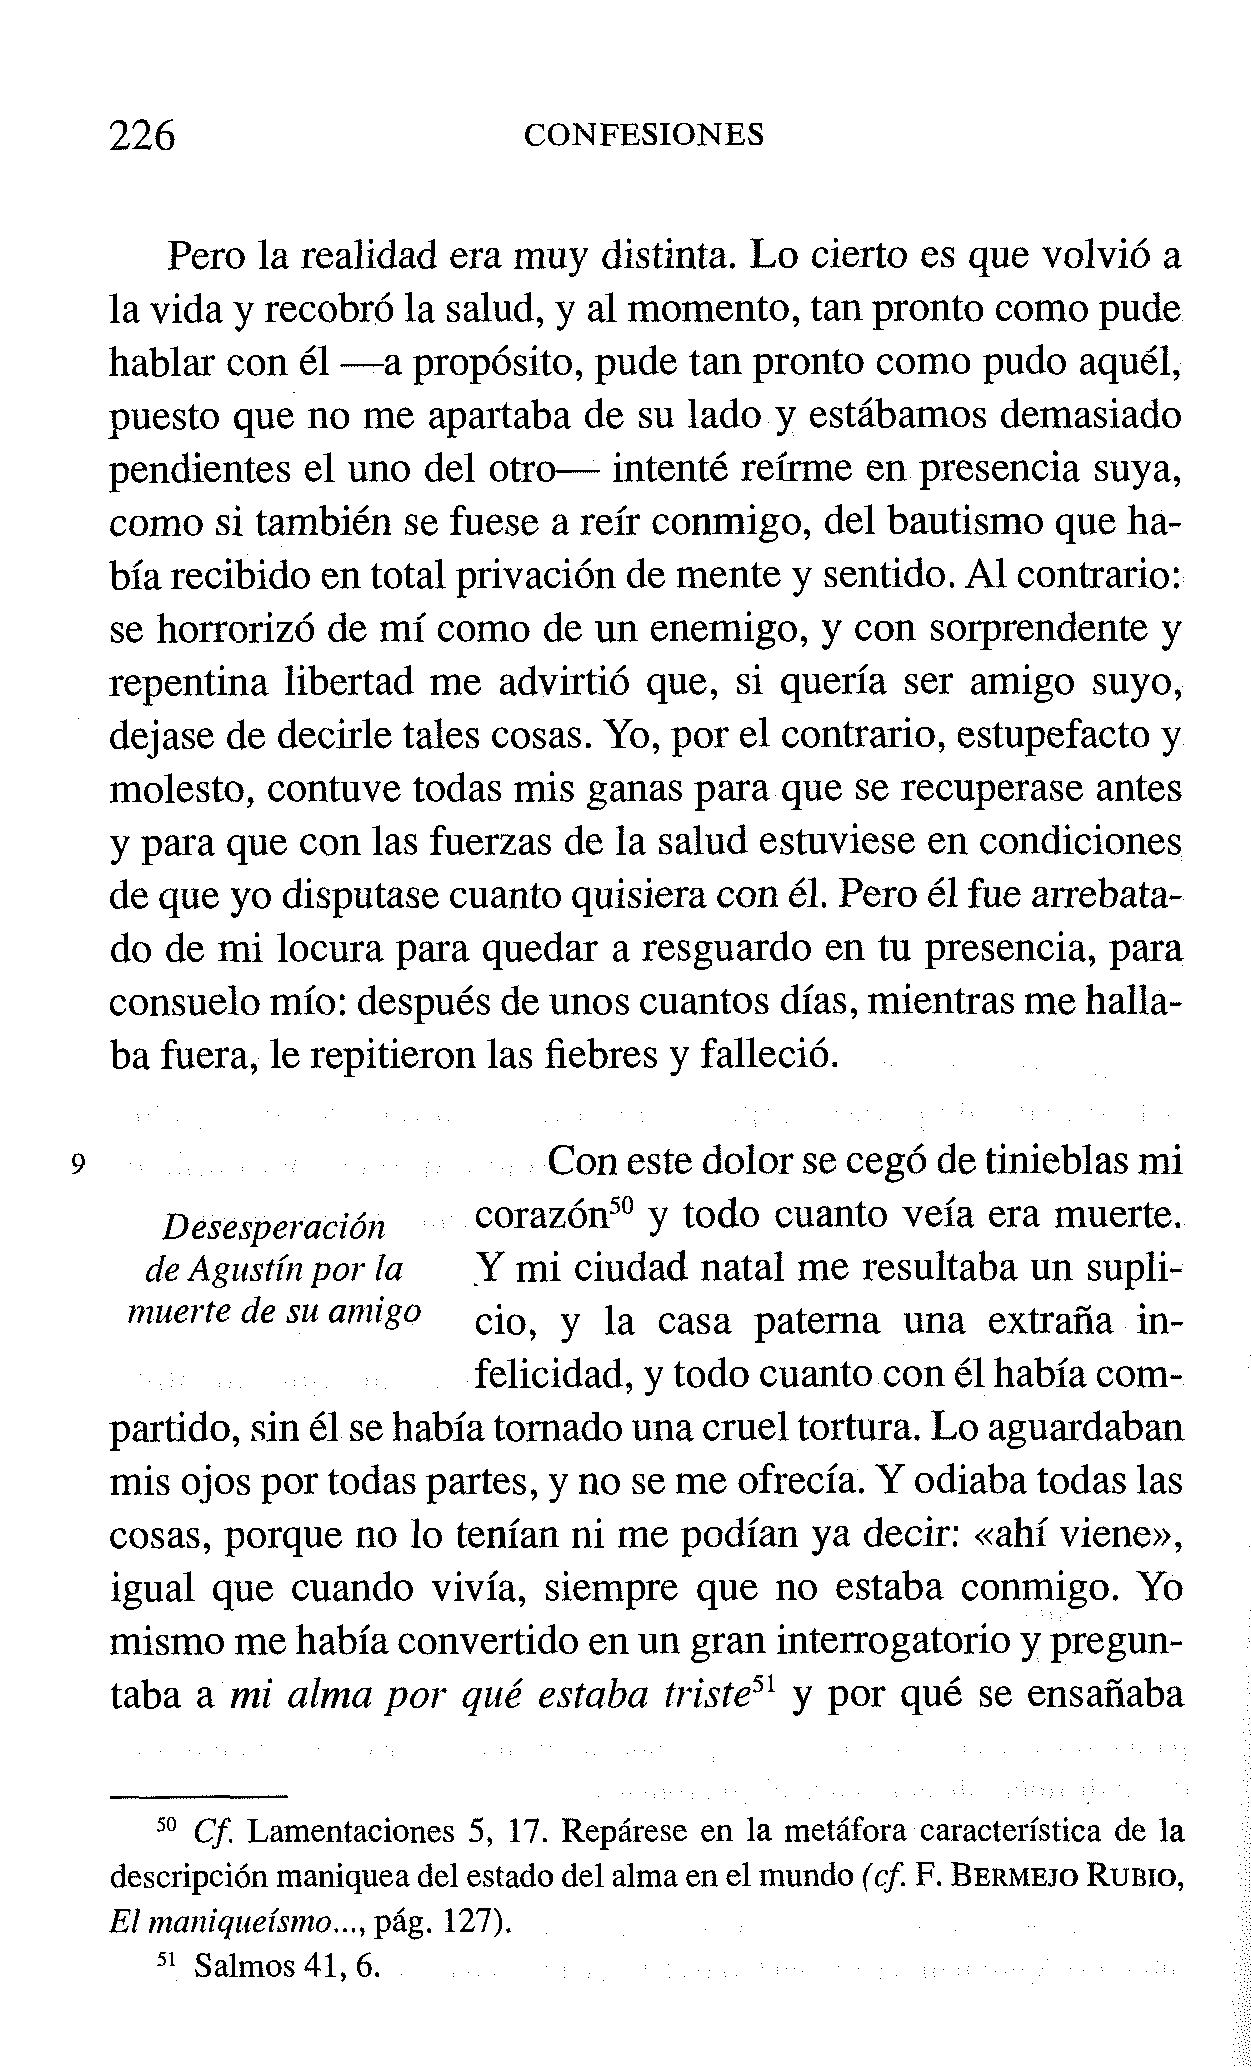 226 CONFESIONES
Pero la realidad era muy distinta. Lo cierto es que volvió a
la vida y recobró la salud, y al momento, tan pronto como pude
hablar con él —a propósito, pude tan pronto como pudo aquél,
puesto que no me apartaba de su lado y estábamos demasiado
pendientes el uno del otro— intenté reírme en presencia suya,
como si también se fuese a reír conmigo, del bautismo que ha-
bía recibido en total privación de mente y sentido. Al contrario:
se horrorizó de mí como de un enemigo, y con sorprendente y
repentina libertad me advirtió que, si quería ser amigo suyo,
dejase de decirle tales cosas. Yo, por el contrario, estupefacto y
molesto, contuve todas mis ganas para que se recuperase antes
y para que con las fuerzas de la salud estuviese en condiciones
de que yo disputase cuanto quisiera con él. Pero él fue arrebata-
do de mi locura para quedar a resguardo en tu presencia, para
consuelo mío: después de unos cuantos días, mientras me halla-
ba fuera, le repitieron las fiebres y falleció.
9
Desesperación
de Agustín por la
muerte de su amigo
Con este dolor se cegó de tinieblas mi
corazón⁵⁰ y todo cuanto veía era muerte.
Y mi ciudad natal me resultaba un supli-
cio, y la casa paterna una extraña in-
felicidad, y todo cuanto con él había com-
partido, sin él se había tornado una cruel tortura. Lo aguardaban
mis ojos por todas partes, y no se me ofrecía. Y odiaba todas las
cosas, porque no lo tenían ni me podían ya decir: «ahí viene»,
igual que cuando vivía, siempre que no estaba conmigo. Yo
mismo me había convertido en un gran interrogatorio y pregun-
taba a mi alma por qué estaba triste⁵¹ y por qué se ensañaba
⁵⁰ Cf. Lamentaciones 5, 17. Repárese en la metáfora característica de la
descripción maniquea del estado del alma en el mundo (cf. F. BERMEJO RUBIO,
El maniqueísmo..., pág. 127).
⁵¹ Salmos 41, 6.